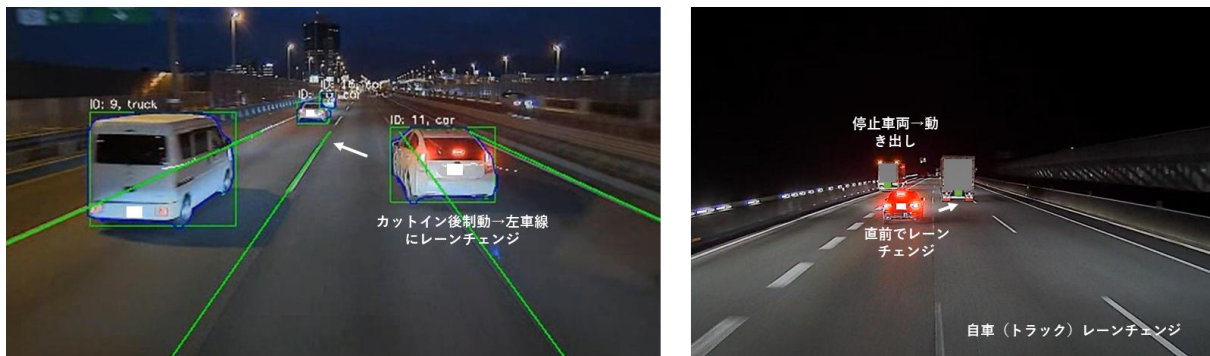 ID: 9, truck
ID: 11, car
カットイン後制動→左車線
にレーンチェンジ
停止車両→動
き出し
直前でレーン
チェンジ
自車（トラック）レーンチェンジ